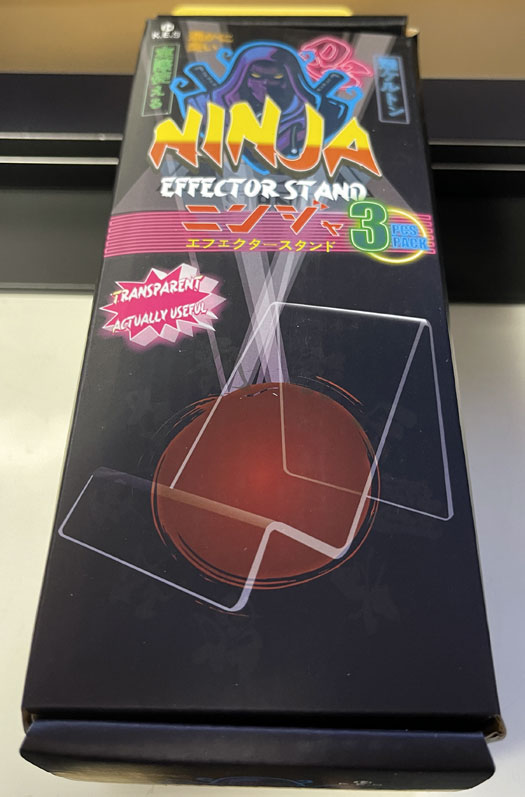 K.E.S
NINJA
EFFECTOR STAND
ニンジャ
エフェクタースタンド
3
PCS
PACK
TRANSPARENT
ACTUALLY USEFUL